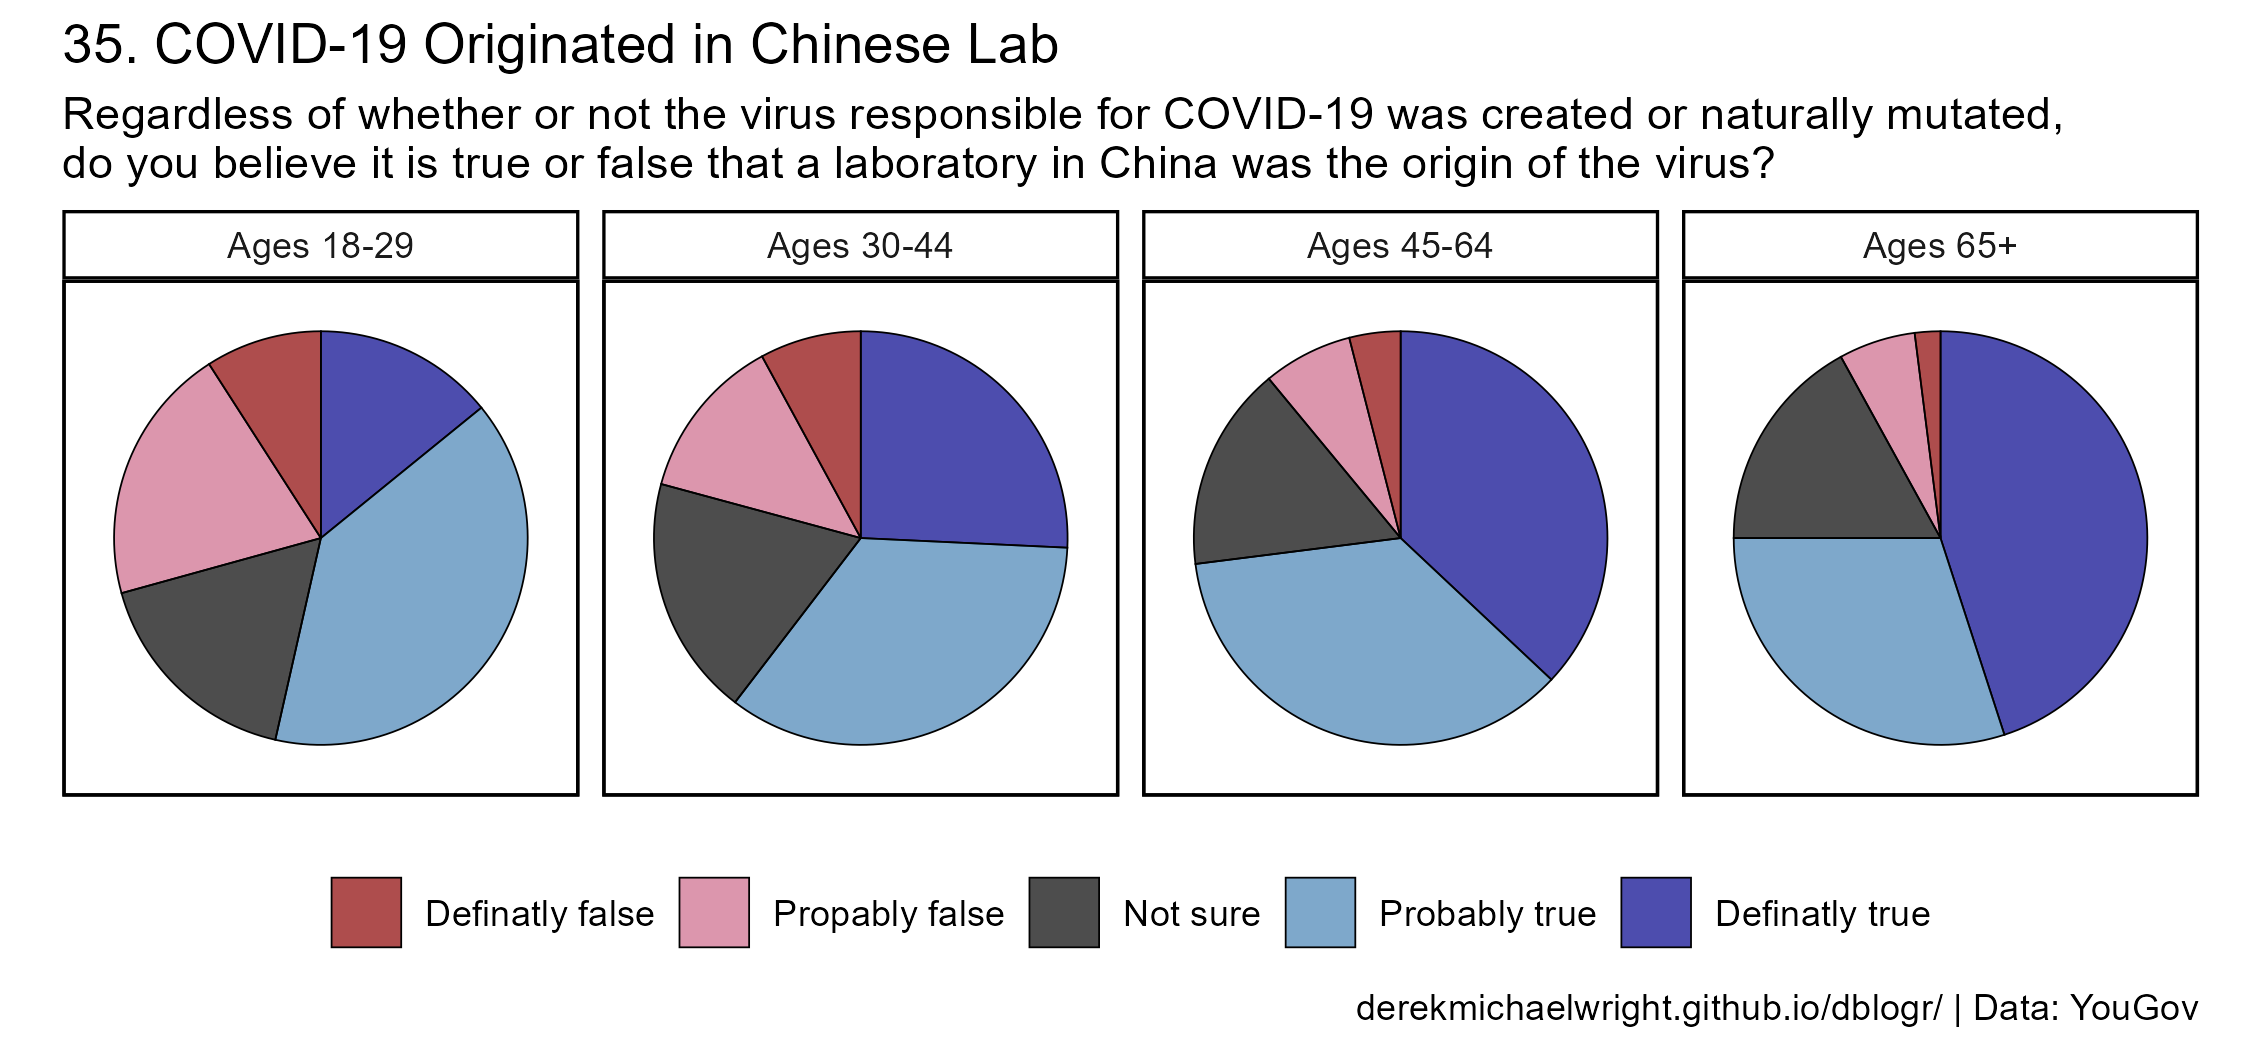 35. COVID-19 Originated in Chinese Lab
Regardless of whether or not the virus responsible for COVID-19 was created or naturally mutated,
do you believe it is true or false that a laboratory in China was the origin of the virus?
Ages 18-29
Ages 30-44
Ages 45-64
Ages 65+
Definatly false
Propably false
Not sure
Probably true
Definatly true
derekmichaelwright.github.io/dblogr/ | Data: YouGov